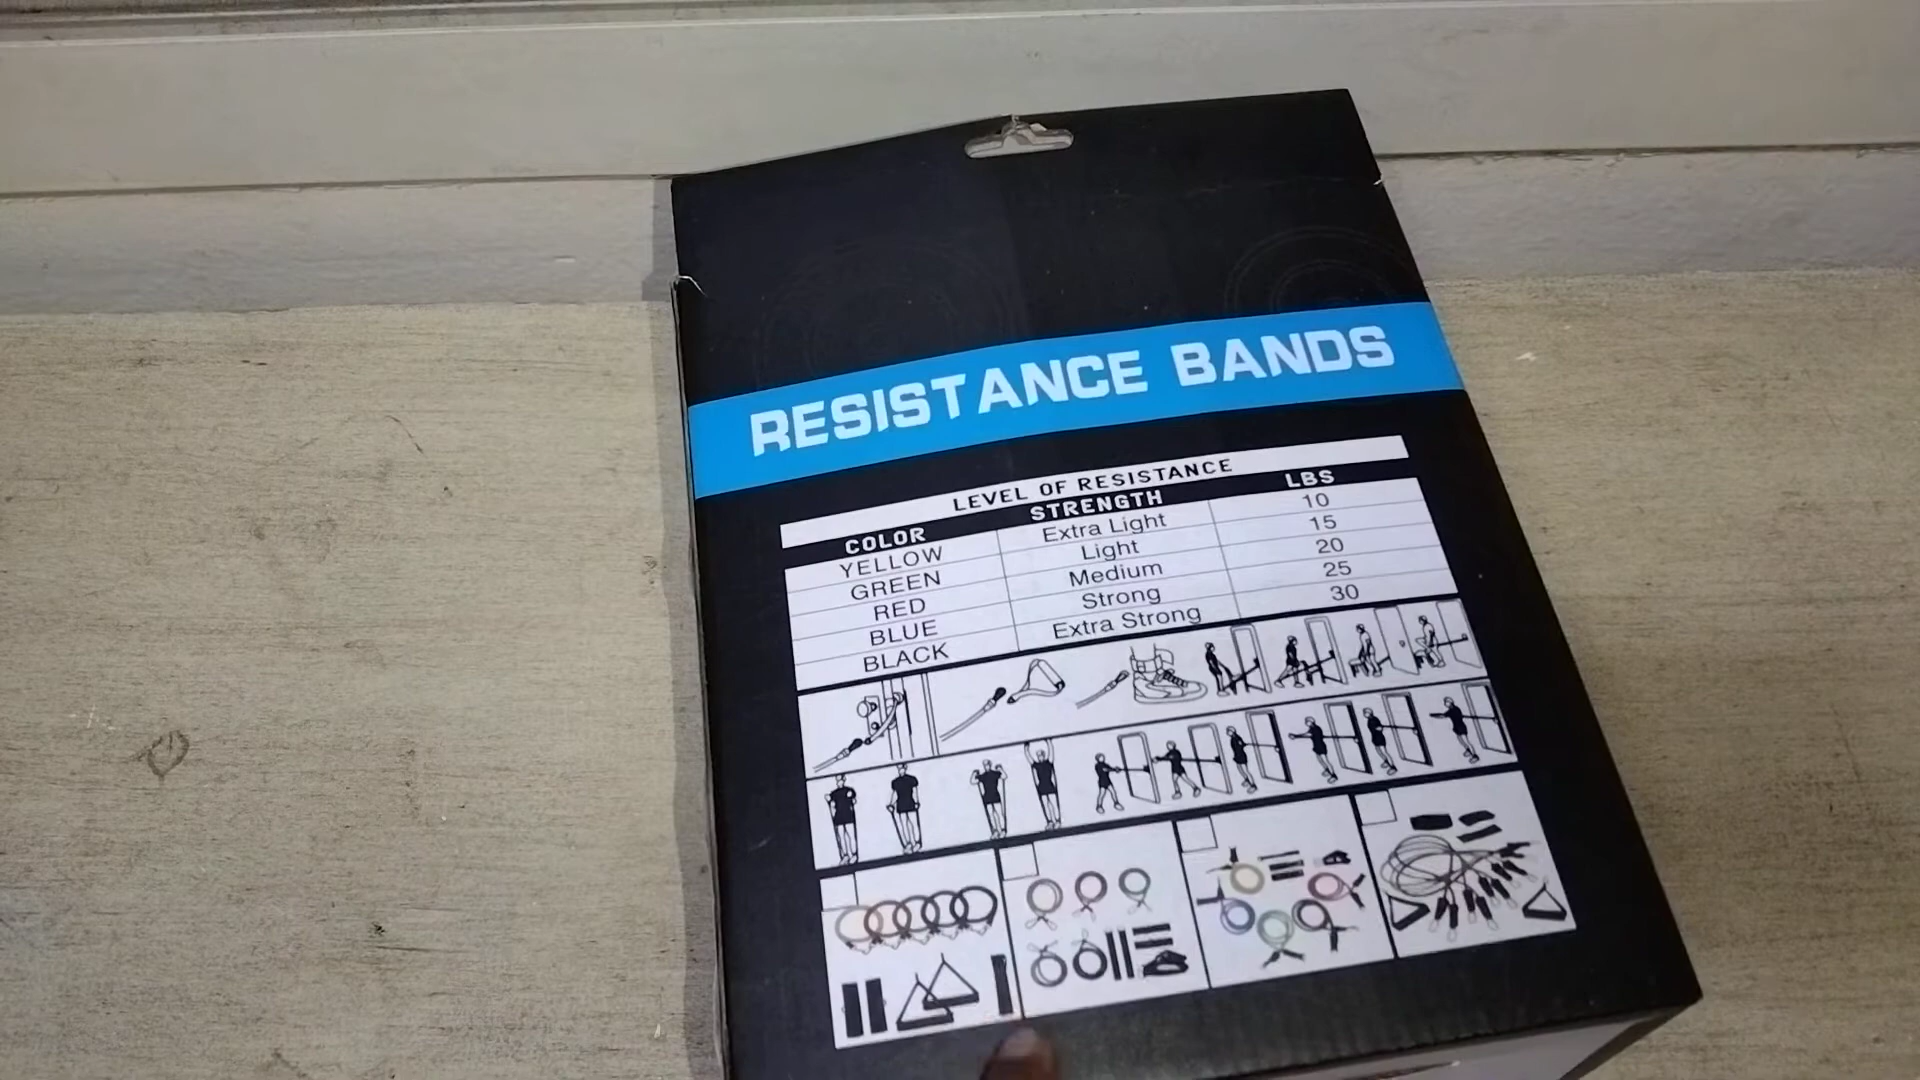 RESISTANCE BANDS
LEVEL OF RESISTANCE
COLOR STRENGTH LBS
YELLOW Extra Light 10
GREEN Light 15
RED Medium 20
BLUE Strong 25
BLACK Extra Strong 30